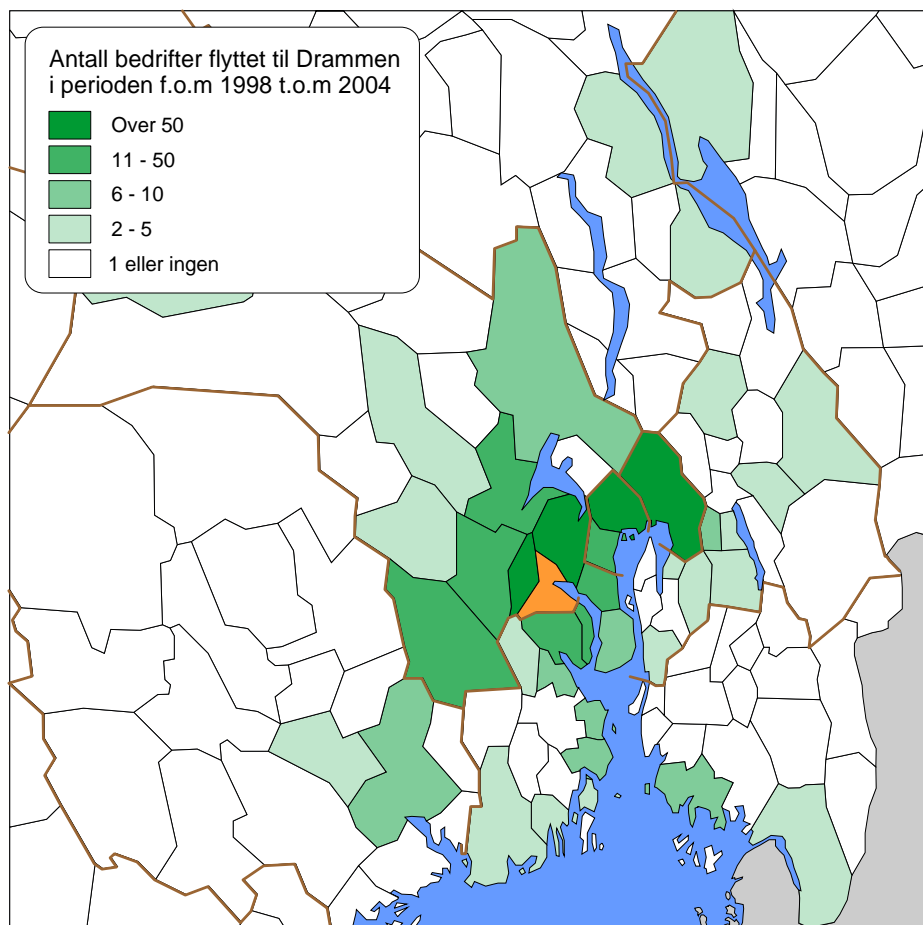 Antall bedrifter flyttet til Drammen
i perioden f.o.m 1998 t.o.m 2004
Over 50
11 - 50
6 - 10
2 - 5
1 eller ingen